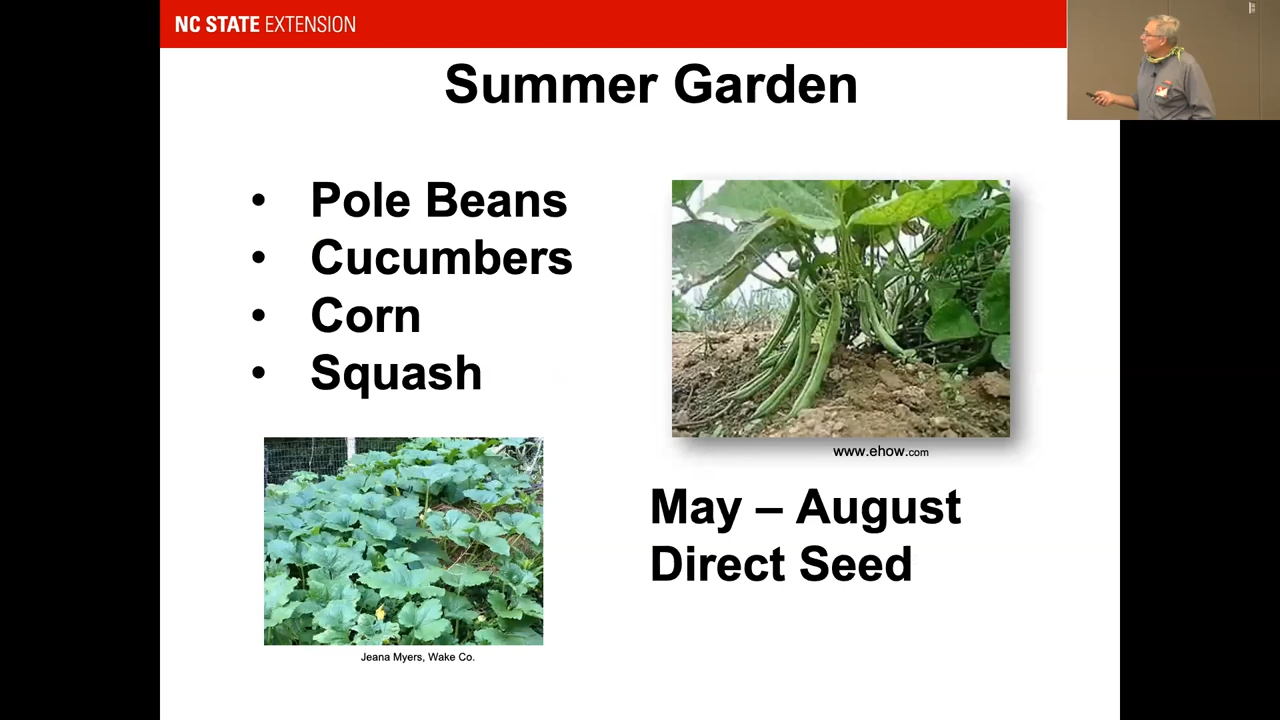 NC STATE EXTENSION
Summer Garden
• Pole Beans
• Cucumbers
• Corn
• Squash
www.ehow.com
May – August
Direct Seed
Jeana Myers, Wake Co.